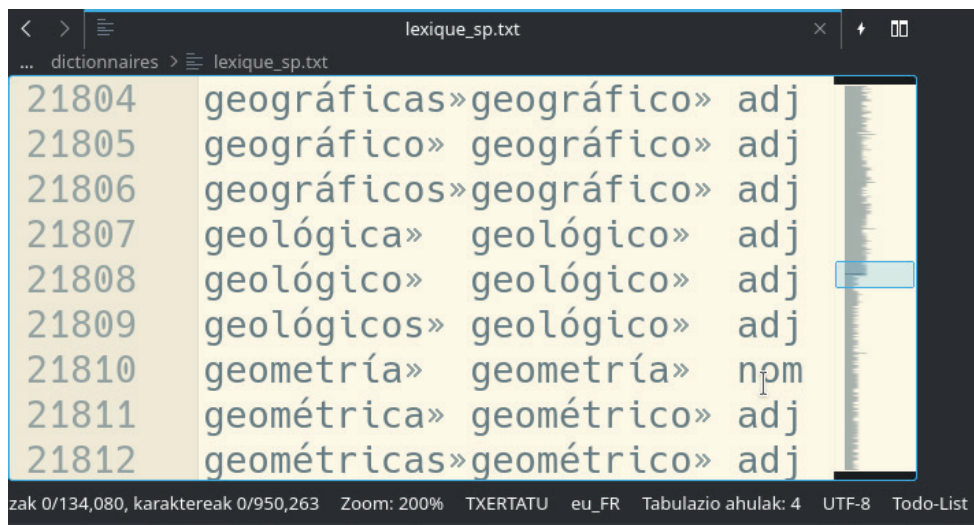 lexique_sp.txt
... dictionnaires > lexique_sp.txt
21804 geográficas» geográfico» adj
21805 geográfico» geográfico» adj
21806 geográficos» geográfico» adj
21807 geológica» geológico» adj
21808 geológico» geológico» adj
21809 geológicos» geológico» adj
21810 geometría» geometría» nom
21811 geométrica» geométrico» adj
21812 geométricas» geométrico» adj
zak 0/134,080, karaktereak 0/950,263 Zoom: 200% TXERTATU eu_FR Tabulazio ahulak: 4 UTF-8 Todo-List